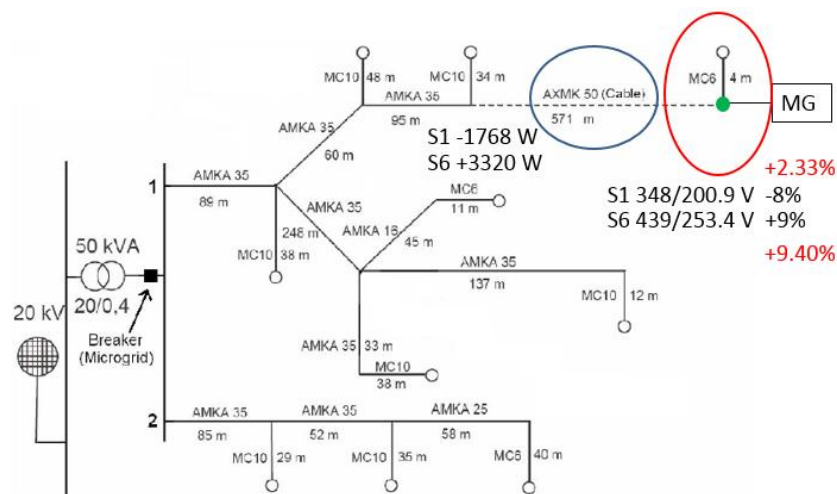 MC10 48 m
MC10 34 m
MC6 4 m
AMKA 35
AXMK 50 (Cable)
MG
AMKA 35
95 m
571 m
60 m
S1 -1768 W
S6 +3320 W
+2.33%
S1 348/200.9 V -8%
S6 439/253.4 V +9%
+9.40%
1
AMKA 35
89 m
AMKA 35
MC6
11 m
AMKA 16
45 m
248 m
MC10 38 m
50 kVA
20/0,4
20 kV
Breaker
(Microgrid)
AMKA 35
137 m
MC10 12 m
AMKA 35 33 m
MC10
38 m
2
AMKA 35
85 m
AMKA 35
52 m
AMKA 25
58 m
MC10 29 m
MC10 35 m
MC6 40 m